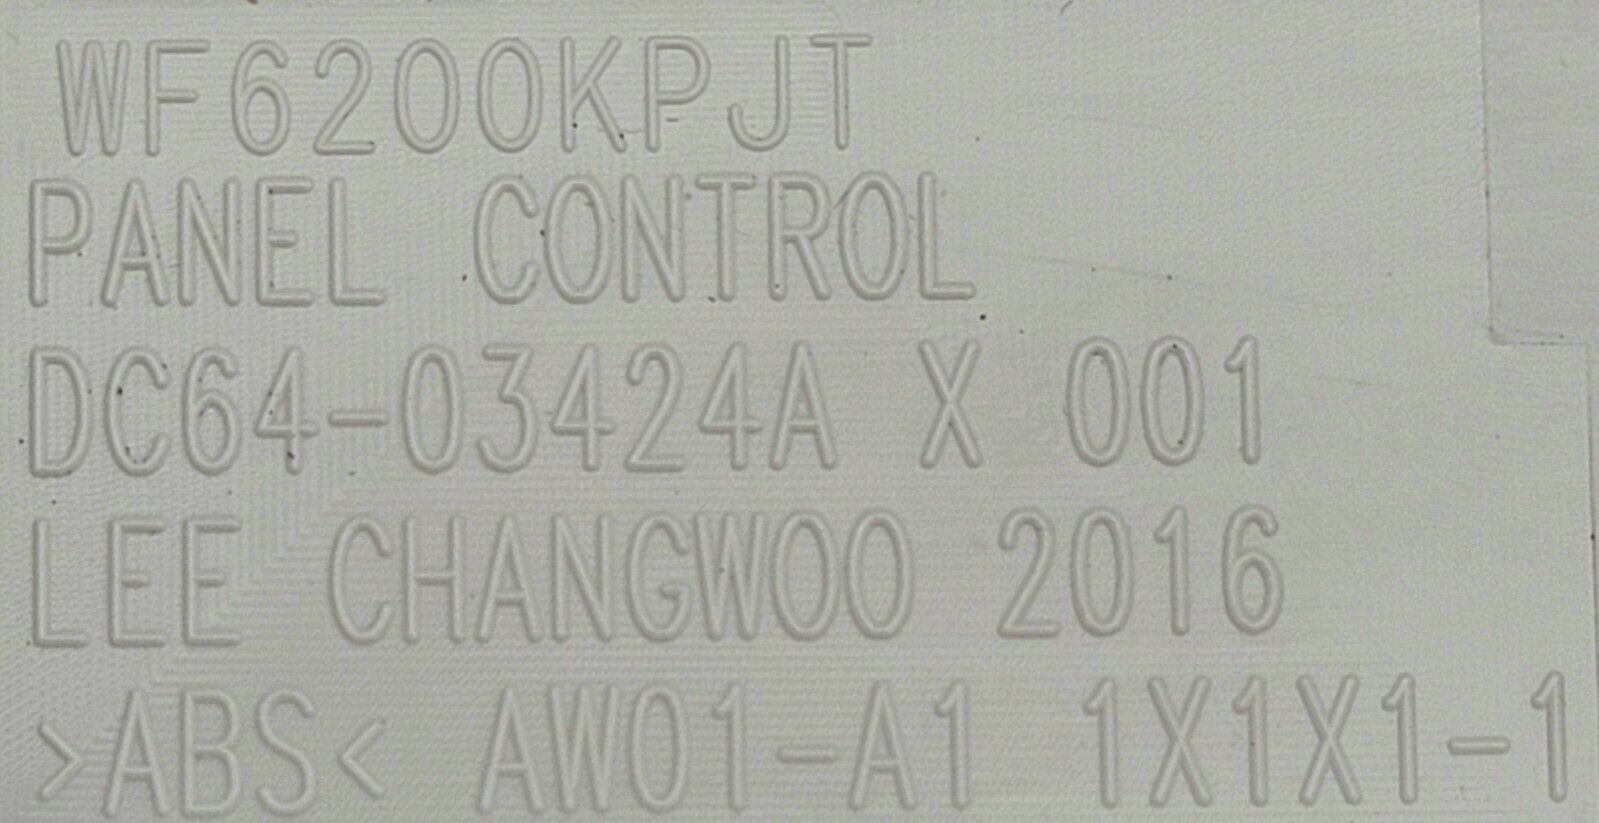 WF6200KPJT
PANEL CONTROL
DC64-03424A X 001
LEE CHANGWOO 2016
>ABS< AW01-A1 1X1X1-1